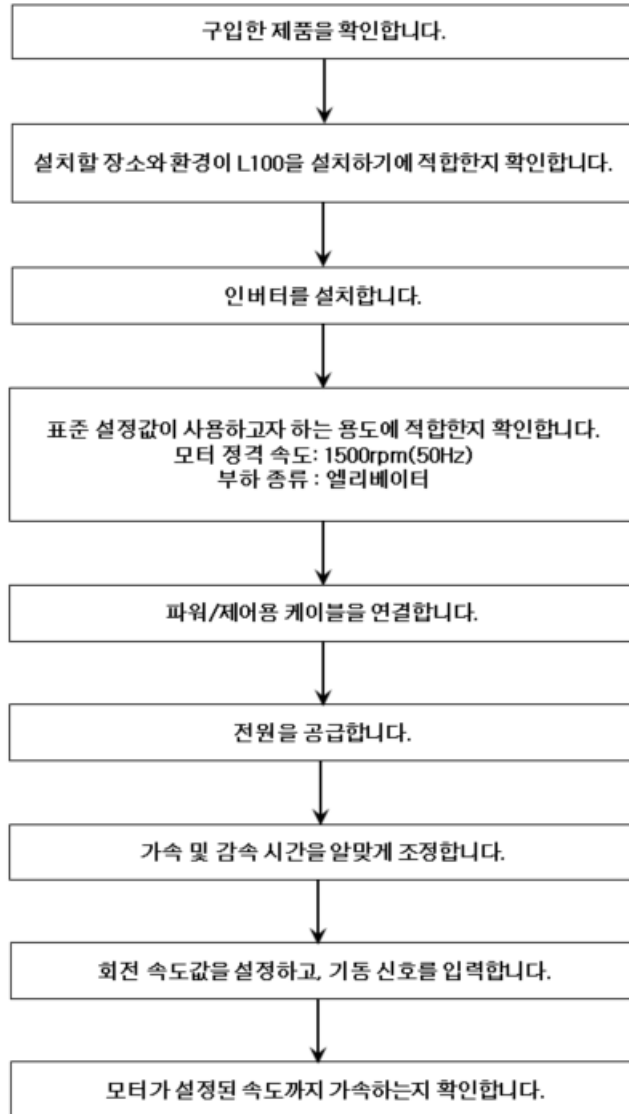 구입한 제품을 확인합니다.
설치할 장소와 환경이 L100을 설치하기에 적합한지 확인합니다.
인버터를 설치합니다.
표준 설정값이 사용하고자 하는 용도에 적합한지 확인합니다.
모터 정격 속도: 1500rpm(50Hz)
부하 종류 : 엘리베이터
파워/제어용 케이블을 연결합니다.
전원을 공급합니다.
가속 및 감속 시간을 알맞게 조정합니다.
회전 속도값을 설정하고, 기동 신호를 입력합니다.
모터가 설정된 속도까지 가속하는지 확인합니다.